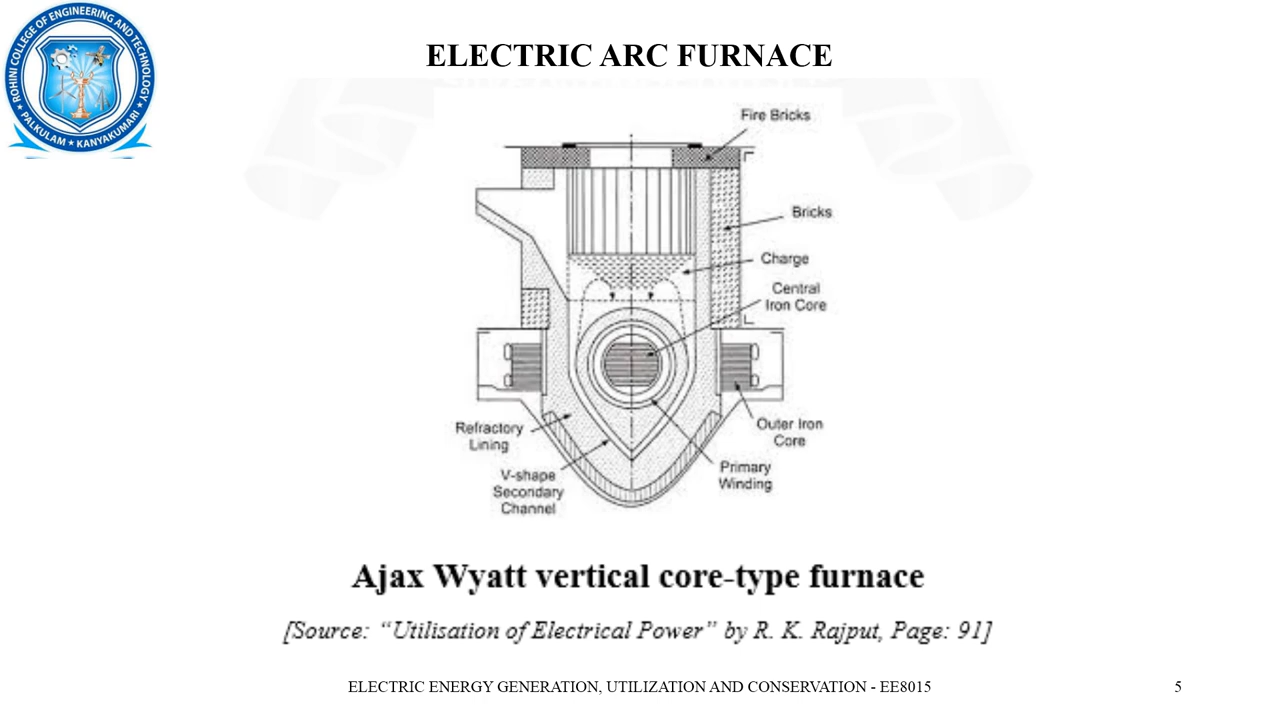 ROHINI COLLEGE OF ENGINEERING AND TECHNOLOGY
★ PALKULAM ★ KANYAKUMARI ★
ELECTRIC ARC FURNACE
Fire Bricks
Bricks
Charge
Central
Iron Core
Refractory
Lining
V-shape
Secondary
Channel
Outer Iron
Core
Primary
Winding
Ajax Wyatt vertical core-type furnace
[Source: “Utilisation of Electrical Power” by R. K. Rajput, Page: 91]
ELECTRIC ENERGY GENERATION, UTILIZATION AND CONSERVATION - EE8015
5